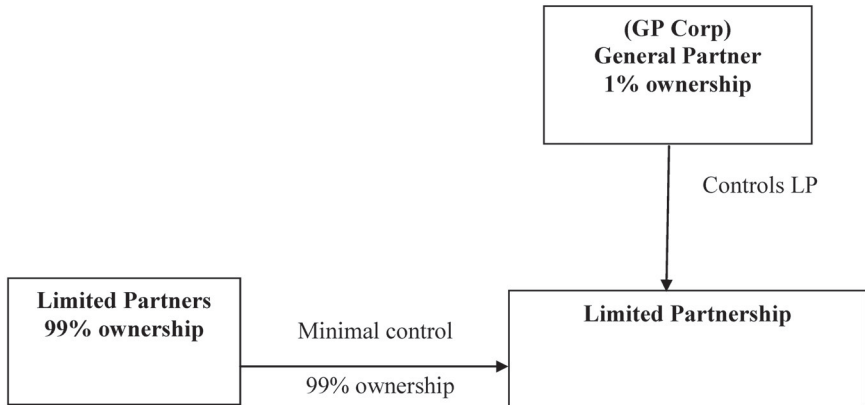 (GP Corp)
General Partner
1% ownership
Controls LP
Limited Partners
99% ownership
Minimal control
99% ownership
Limited Partnership